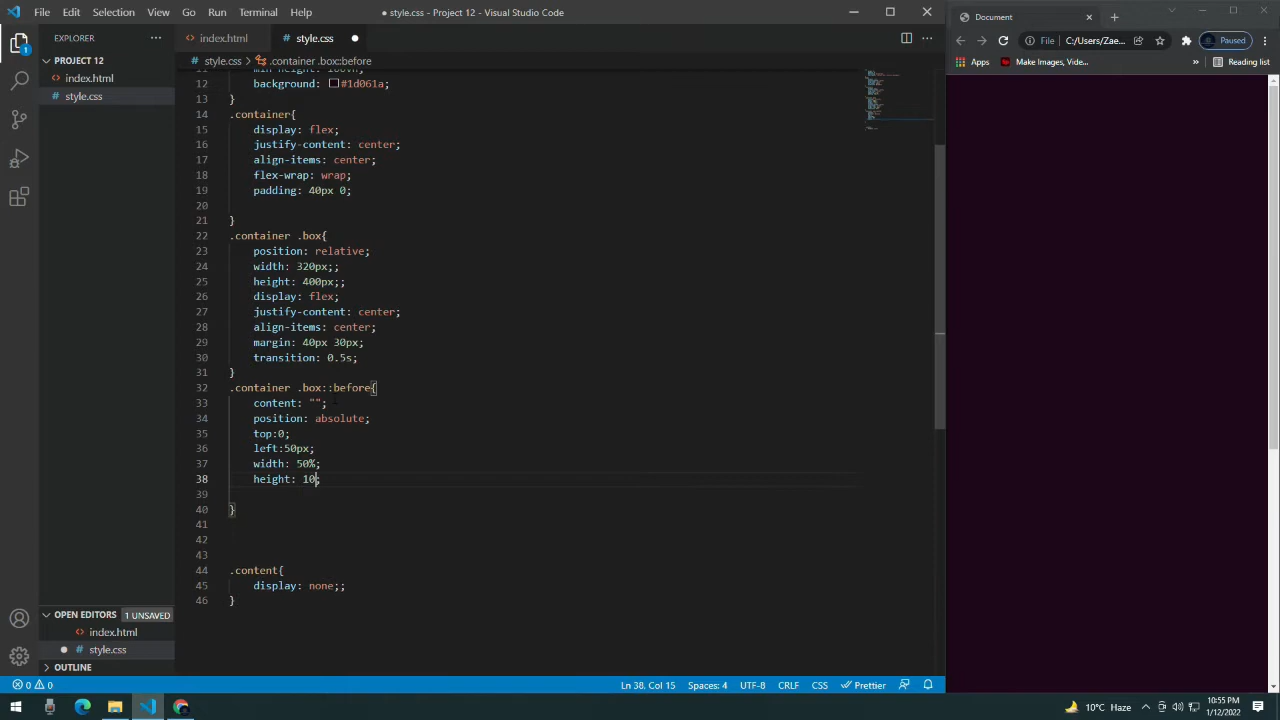 File Edit Selection View Go Run Terminal Help
style.css - Project 12 - Visual Studio Code
Document
EXPLORER
index.html
style.css
File
C:/Users/Zae...
Paused
PROJECT 12
index.html
style.css
style.css > .container .box:before
Apps
Make Images, Vide...
Reading list
12 background: #1d061a;
13 }
14 .container{
15 display: flex;
16 justify-content: center;
17 align-items: center;
18 flex-wrap: wrap;
19 padding: 40px 0;
20
21 }
22 .container .box{
23 position: relative;
24 width: 320px;;
25 height: 400px;;
26 display: flex;
27 justify-content: center;
28 align-items: center;
29 margin: 40px 30px;
30 transition: 0.5s;
31 }
32 .container .box::before{
33 content: "";
34 position: absolute;
35 top:0;
36 left:50px;
37 width: 50%;
38 height: 10;
39
40 }
41
42
43
44 .content{
45 display: none;;
46 }
OPEN EDITORS 1 UNSAVED
index.html
style.css
OUTLINE
0 0
Ln 38, Col 15 Spaces: 4 UTF-8 CRLF CSS Prettier
10°C Haze
10:55 PM
1/12/2022